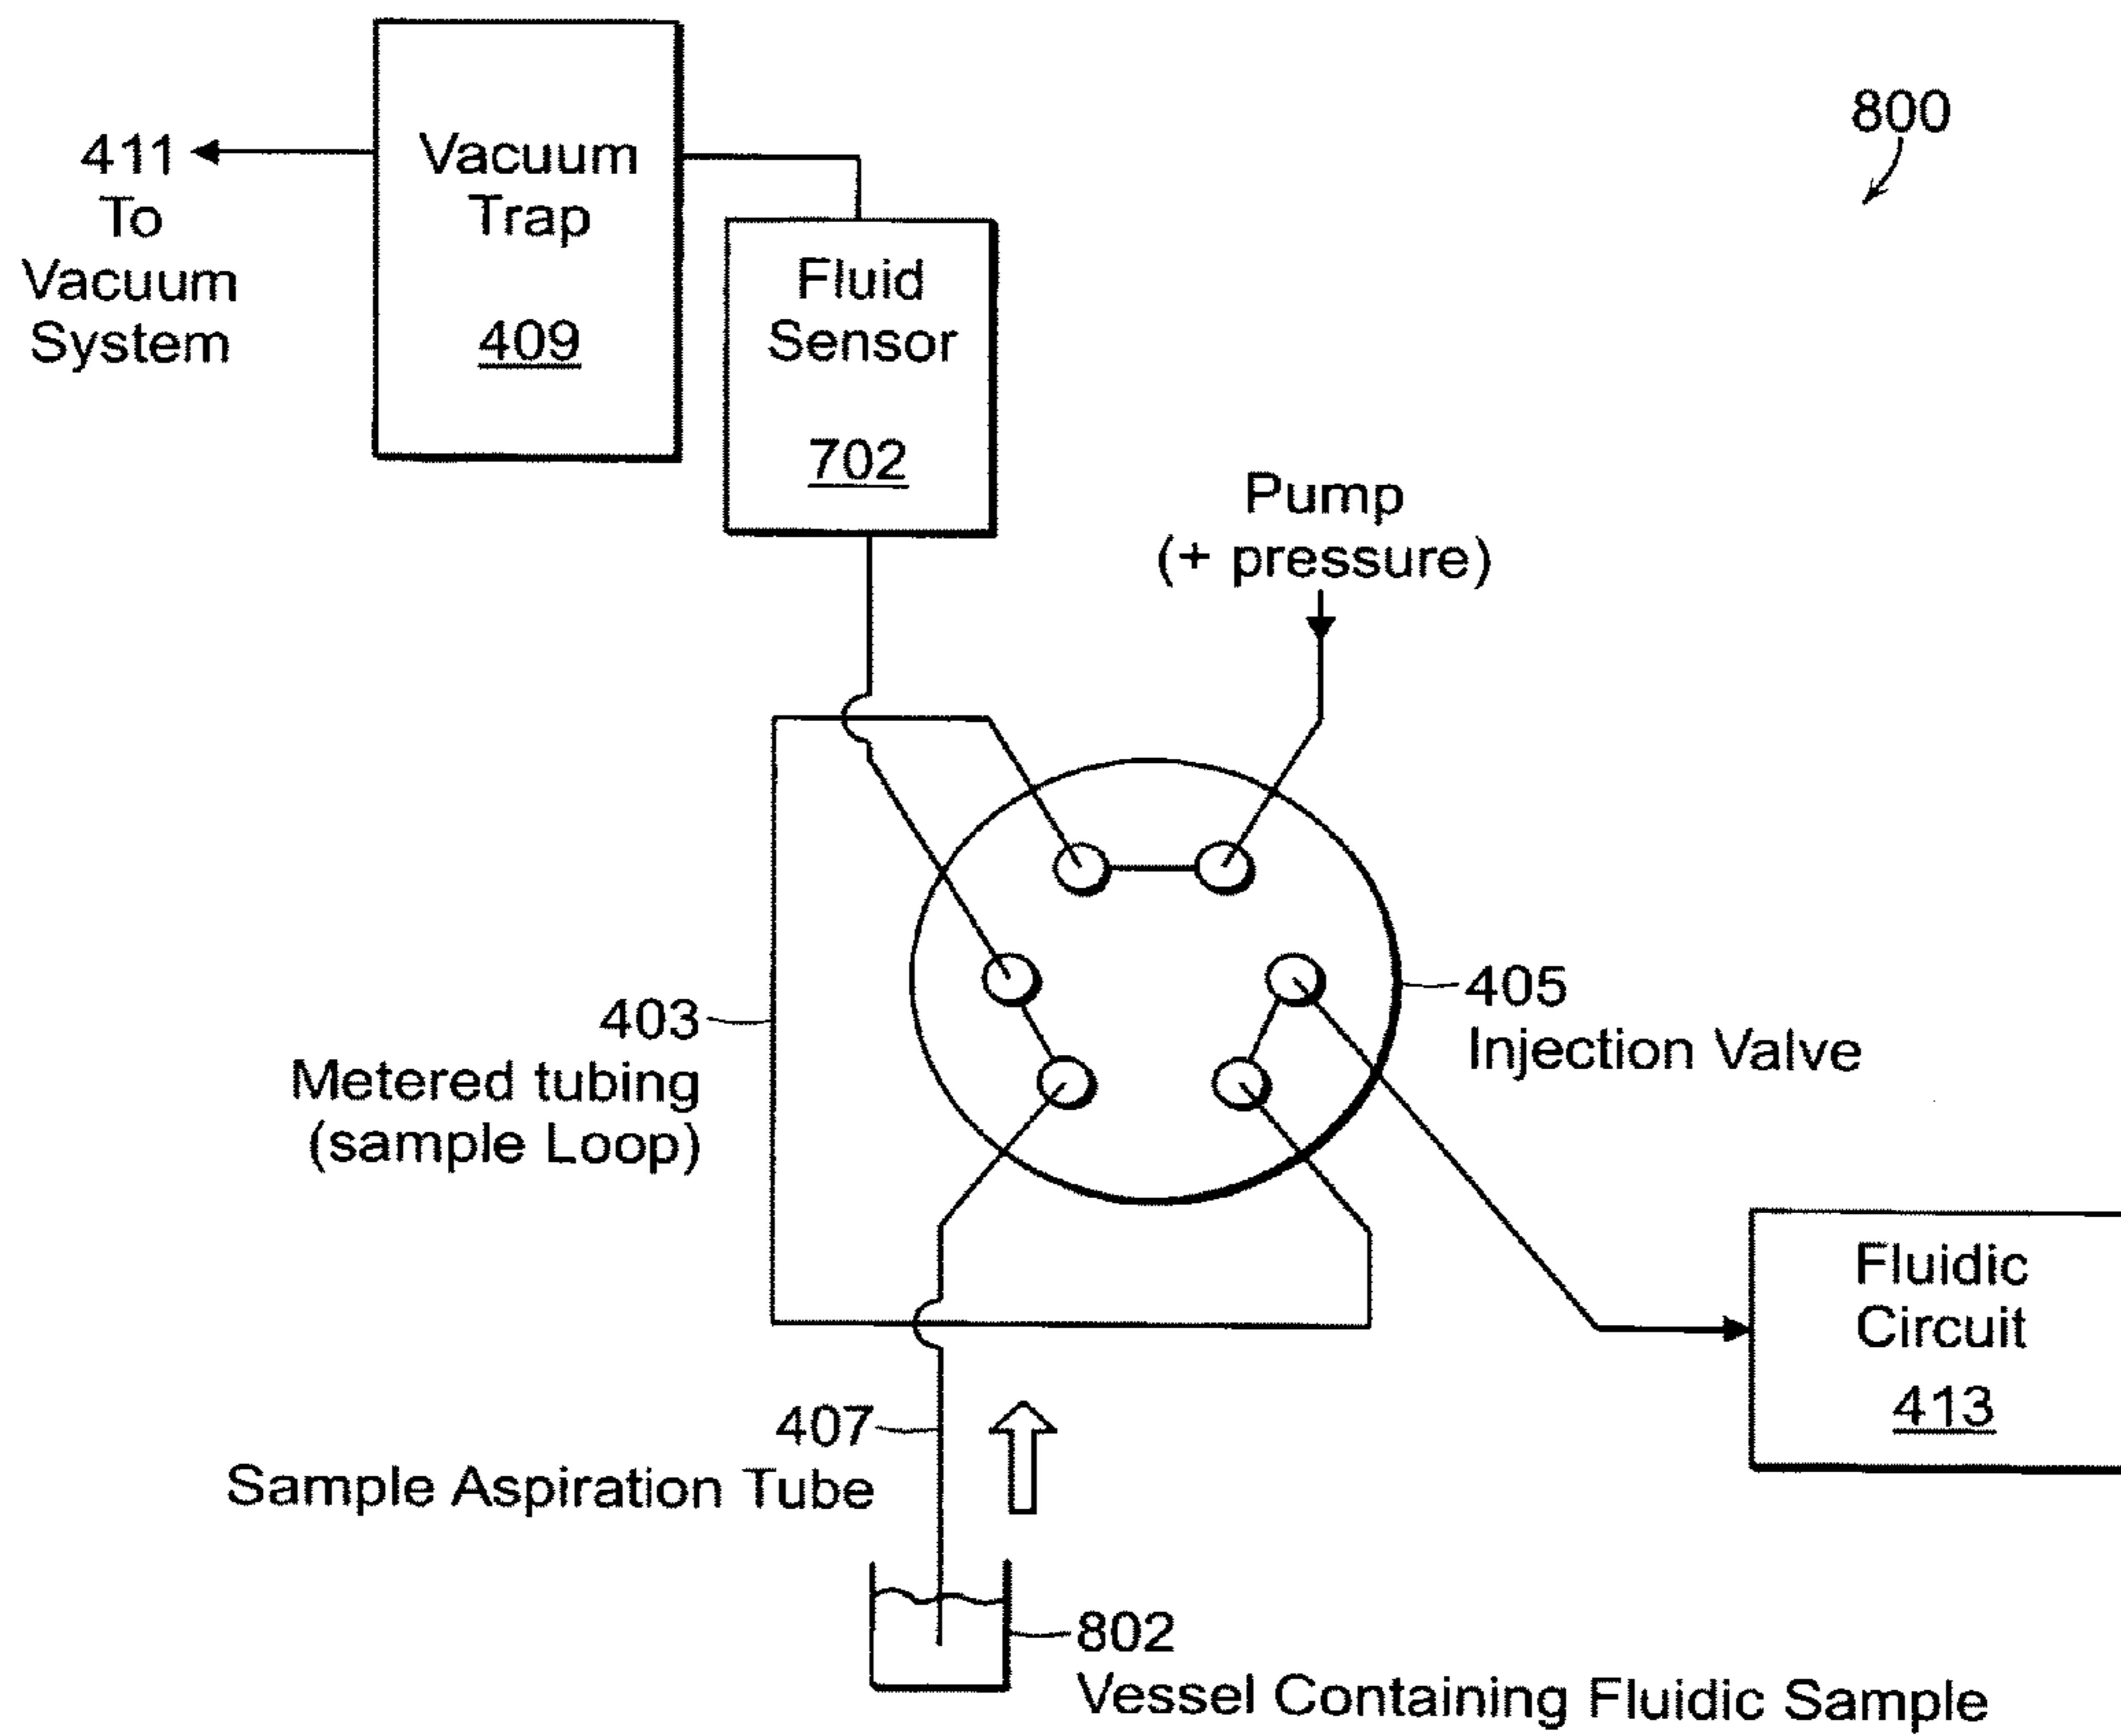 800
411
To
Vacuum
System
Vacuum
Trap
409
Fluid
Sensor
702
Pump
(+ pressure)
403
Metered tubing
(sample Loop)
405
Injection Valve
Fluidic
Circuit
413
407
Sample Aspiration Tube
802
Vessel Containing Fluidic Sample